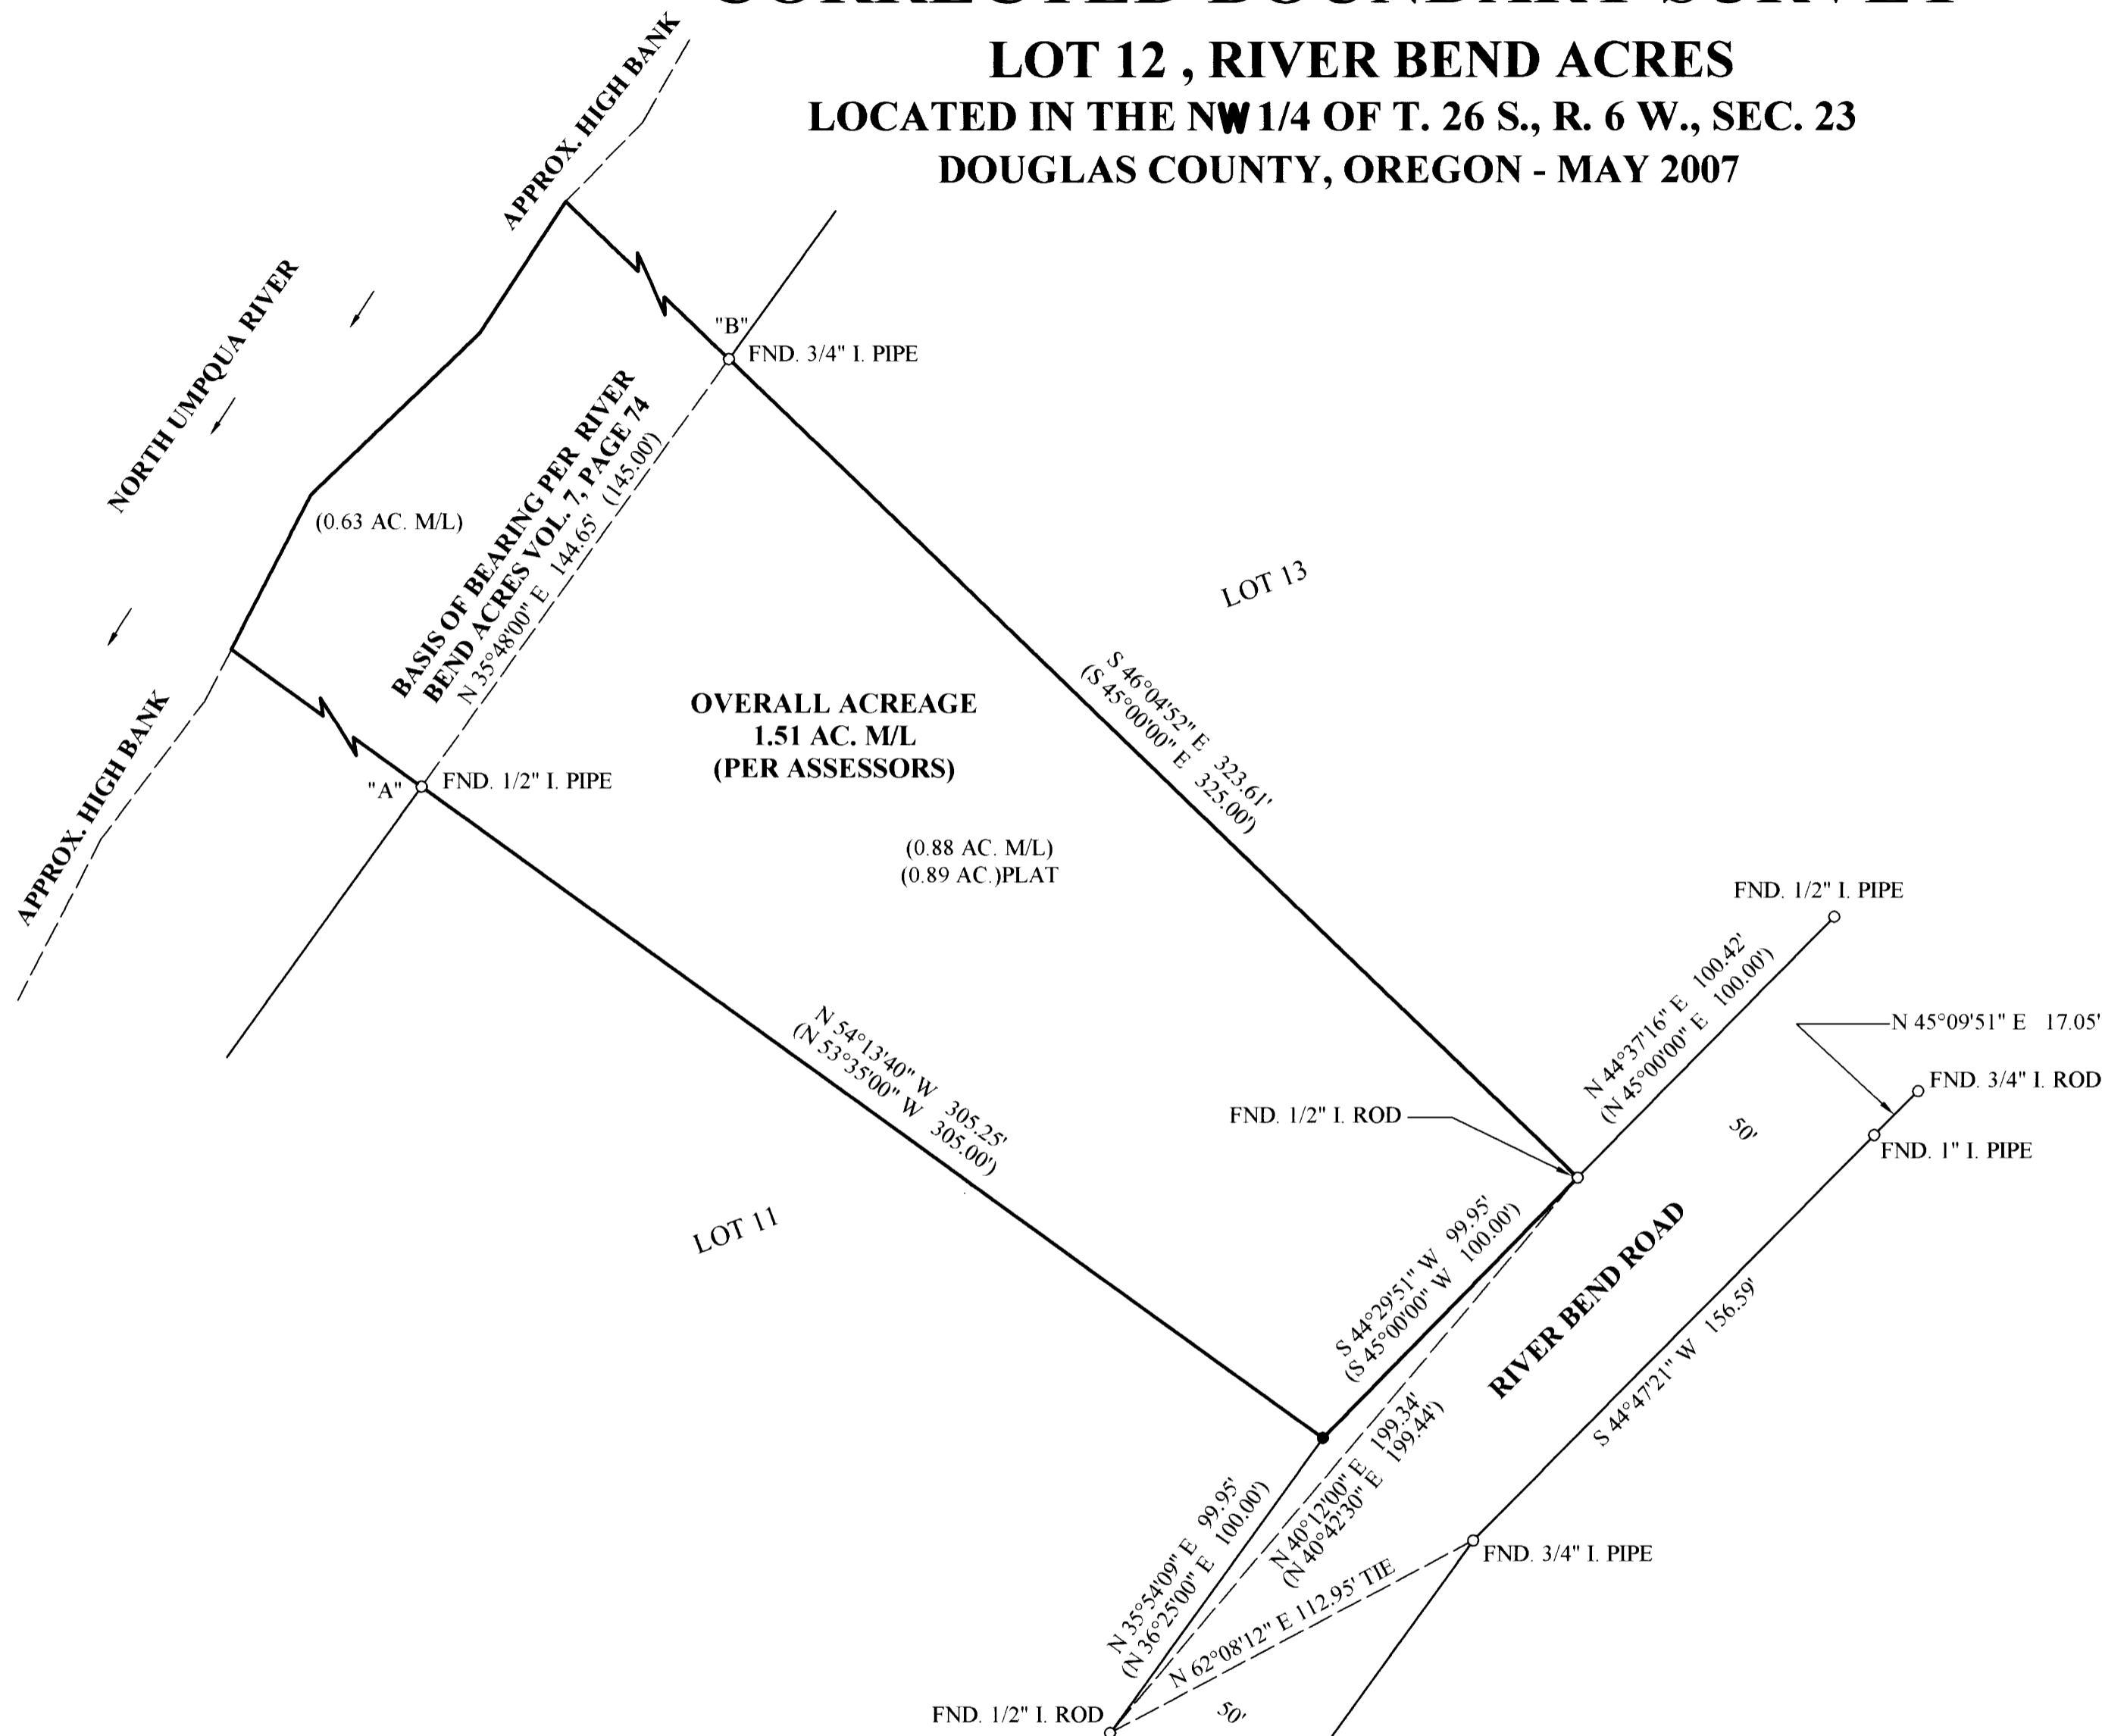 CORRECTED BOUNDARY SURVEY
LOT 12 , RIVER BEND ACRES
LOCATED IN THE NW 1/4 OF T. 26 S., R. 6 W., SEC. 23
DOUGLAS COUNTY, OREGON - MAY 2007
APPROX. HIGH BANK
NORTH UMPQUA RIVER
"B"
FND. 3/4" I. PIPE
BASIS OF BEARING PER RIVER
BEND ACRES VOL. 7, PAGE 74
N 35°48'00" E 144.65' (145.00')
(0.63 AC. M/L)
LOT 13
S 46°04'52" E 323.61'
(S 45°00'00" E 325.00')
OVERALL ACREAGE
1.51 AC. M/L
(PER ASSESSORS)
APPROX. HIGH BANK
"A"
FND. 1/2" I. PIPE
(0.88 AC. M/L)
(0.89 AC.)PLAT
FND. 1/2" I. PIPE
N 44°37'16" E 100.42'
(N 45°00'00" E 100.00')
N 45°09'51" E 17.05'
FND. 3/4" I. ROD
FND. 1" I. PIPE
50'
N 54°13'40" W 305.25'
(N 53°35'00" W 305.00')
FND. 1/2" I. ROD
LOT 11
S 44°29'51" W 99.95'
(S 45°00'00" W 100.00')
RIVER BEND ROAD
S 44°47'21" W 156.59'
N 40°12'00" E 199.34'
(N 40°42'30" E 199.44')
N 35°54'09" E 99.95'
(N 36°25'00" E 100.00')
FND. 3/4" I. PIPE
N 62°08'12" E 112.95' TIE
FND. 1/2" I. ROD
50'